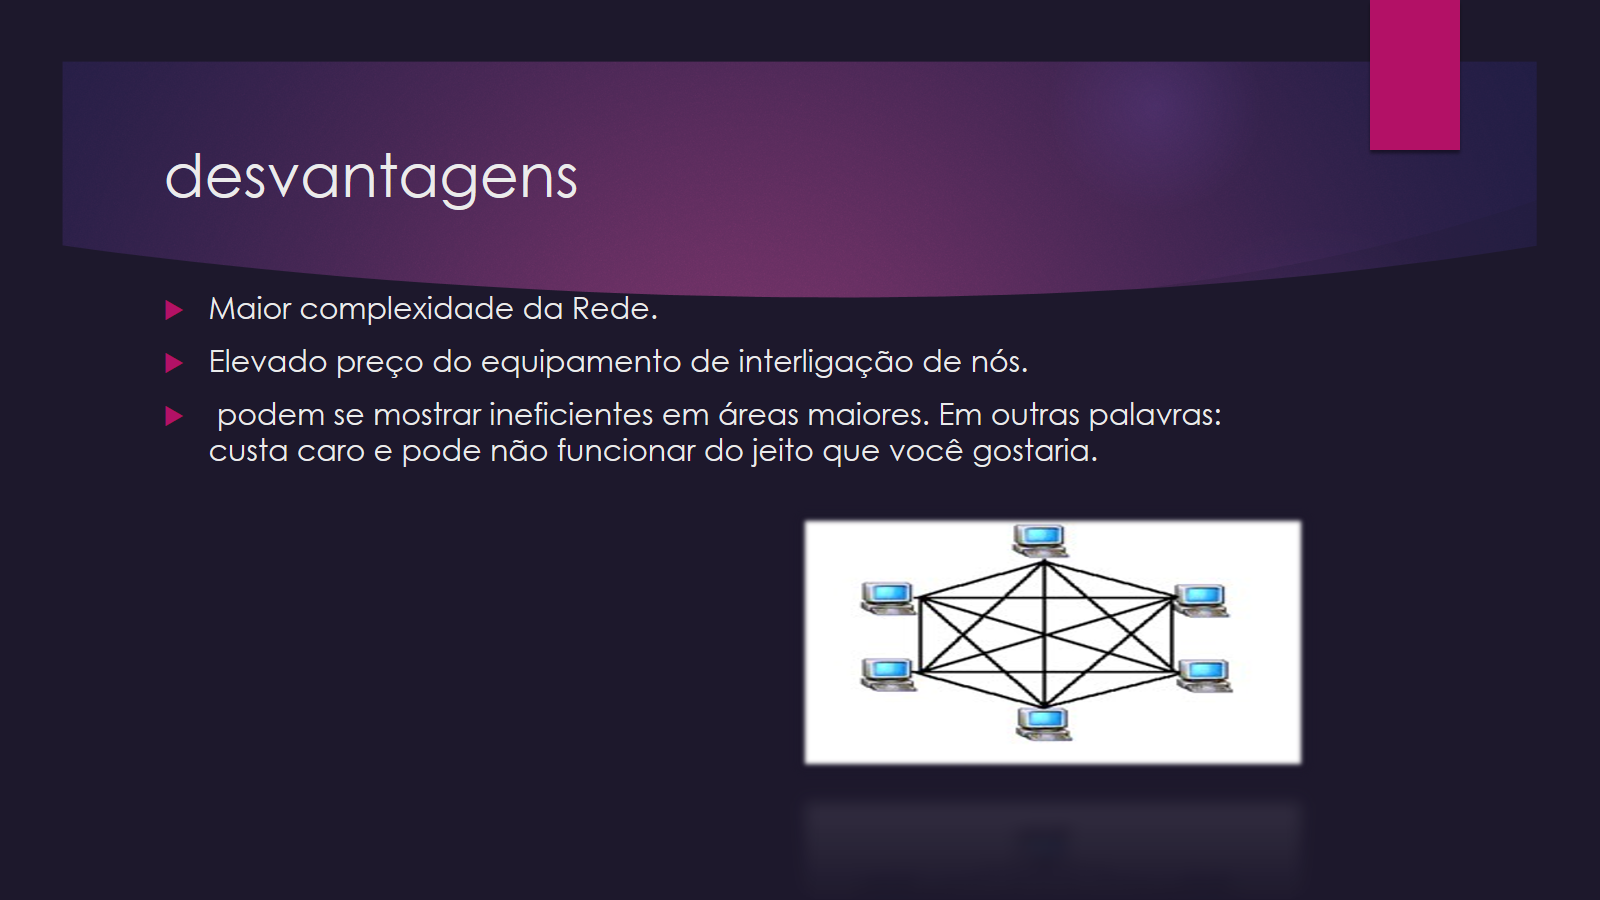 desvantagens
Maior complexidade da Rede.
Elevado preço do equipamento de interligação de nós.
podem se mostrar ineficientes em áreas maiores. Em outras palavras:
custa caro e pode não funcionar do jeito que você gostaria.